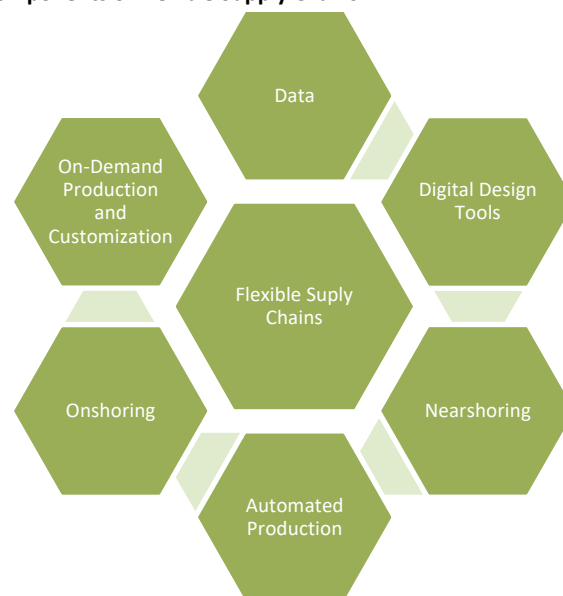 Data
On-Demand
Production
and
Customization
Digital Design
Tools
Flexible Suply
Chains
Onshoring
Nearshoring
Automated
Production